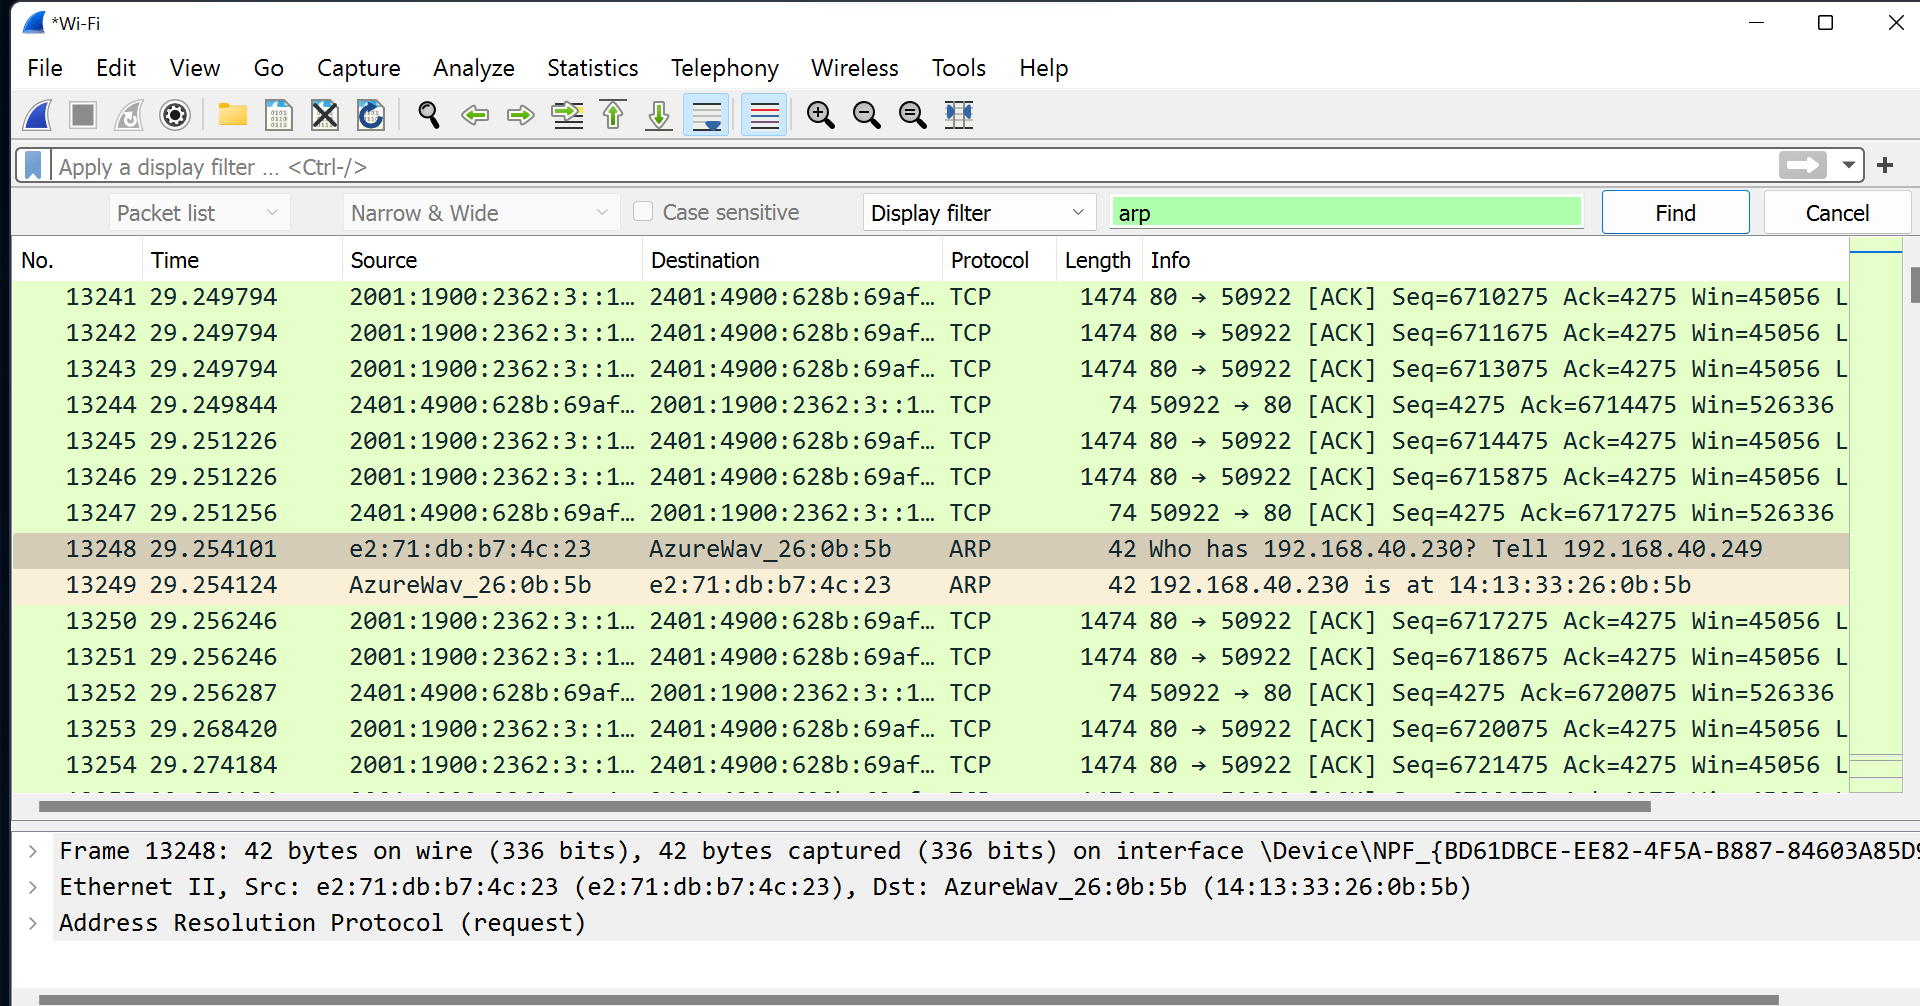 *Wi-Fi
File Edit View Go Capture Analyze Statistics Telephony Wireless Tools Help
Apply a display filter … <Ctrl-/>
Packet list Narrow & Wide Case sensitive Display filter arp Find Cancel
No. Time Source Destination Protocol Length Info
13241 29.249794 2001:1900:2362:3::1… 2401:4900:628b:69af… TCP 1474 80 → 50922 [ACK] Seq=6710275 Ack=4275 Win=45056 L
13242 29.249794 2001:1900:2362:3::1… 2401:4900:628b:69af… TCP 1474 80 → 50922 [ACK] Seq=6711675 Ack=4275 Win=45056 L
13243 29.249794 2001:1900:2362:3::1… 2401:4900:628b:69af… TCP 1474 80 → 50922 [ACK] Seq=6713075 Ack=4275 Win=45056 L
13244 29.249844 2401:4900:628b:69af… 2001:1900:2362:3::1… TCP 74 50922 → 80 [ACK] Seq=4275 Ack=6714475 Win=526336
13245 29.251226 2001:1900:2362:3::1… 2401:4900:628b:69af… TCP 1474 80 → 50922 [ACK] Seq=6714475 Ack=4275 Win=45056 L
13246 29.251226 2001:1900:2362:3::1… 2401:4900:628b:69af… TCP 1474 80 → 50922 [ACK] Seq=6715875 Ack=4275 Win=45056 L
13247 29.251256 2401:4900:628b:69af… 2001:1900:2362:3::1… TCP 74 50922 → 80 [ACK] Seq=4275 Ack=6717275 Win=526336
13248 29.254101 e2:71:db:b7:4c:23 AzureWav_26:0b:5b ARP 42 Who has 192.168.40.230? Tell 192.168.40.249
13249 29.254124 AzureWav_26:0b:5b e2:71:db:b7:4c:23 ARP 42 192.168.40.230 is at 14:13:33:26:0b:5b
13250 29.256246 2001:1900:2362:3::1… 2401:4900:628b:69af… TCP 1474 80 → 50922 [ACK] Seq=6717275 Ack=4275 Win=45056 L
13251 29.256246 2001:1900:2362:3::1… 2401:4900:628b:69af… TCP 1474 80 → 50922 [ACK] Seq=6718675 Ack=4275 Win=45056 L
13252 29.256287 2401:4900:628b:69af… 2001:1900:2362:3::1… TCP 74 50922 → 80 [ACK] Seq=4275 Ack=6720075 Win=526336
13253 29.268420 2001:1900:2362:3::1… 2401:4900:628b:69af… TCP 1474 80 → 50922 [ACK] Seq=6720075 Ack=4275 Win=45056 L
13254 29.274184 2001:1900:2362:3::1… 2401:4900:628b:69af… TCP 1474 80 → 50922 [ACK] Seq=6721475 Ack=4275 Win=45056 L
Frame 13248: 42 bytes on wire (336 bits), 42 bytes captured (336 bits) on interface \Device\NPF_{BD61DBCE-EE82-4F5A-B887-84603A85D9
Ethernet II, Src: e2:71:db:b7:4c:23 (e2:71:db:b7:4c:23), Dst: AzureWav_26:0b:5b (14:13:33:26:0b:5b)
Address Resolution Protocol (request)